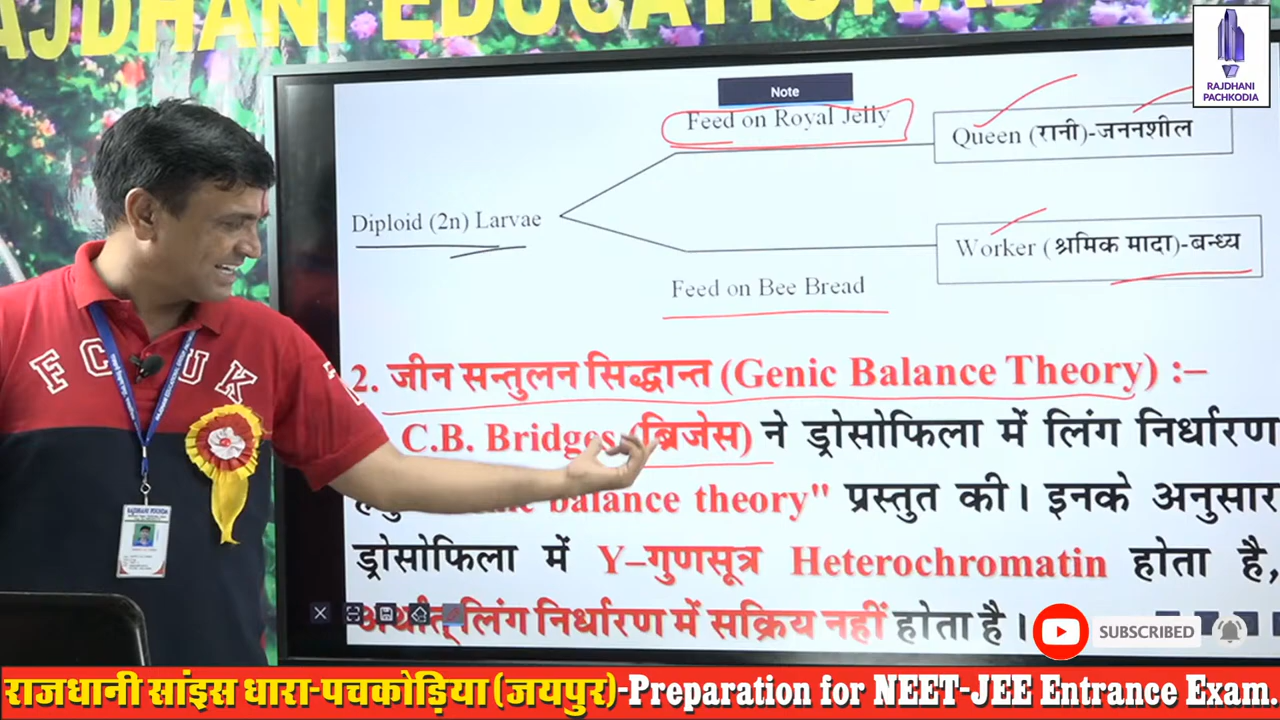 RAJDHANI EDUCATIONAL
RAJDHANI
PACHKODIA
Note
Feed on Royal Jelly
Queen (रानी)-जननशील
Diploid (2n) Larvae
Worker (श्रमिक मादा)-बन्ध्य
Feed on Bee Bread
2. जीन सन्तुलन सिद्धान्त (Genic Balance Theory) :–
C.B. Bridges (ब्रिजेस) ने ड्रोसोफिला में लिंग निर्धारण
balance theory" प्रस्तुत की। इनके अनुसार
ड्रोसोफिला में Y–गुणसूत्र Heterochromatin होता है,
अर्थात् लिंग निर्धारण में सक्रिय नहीं होता है।
FCUK
SUBSCRIBED
राजधानी सांइस धारा-पचकोड़िया (जयपुर)-Preparation for NEET-JEE Entrance Exam.